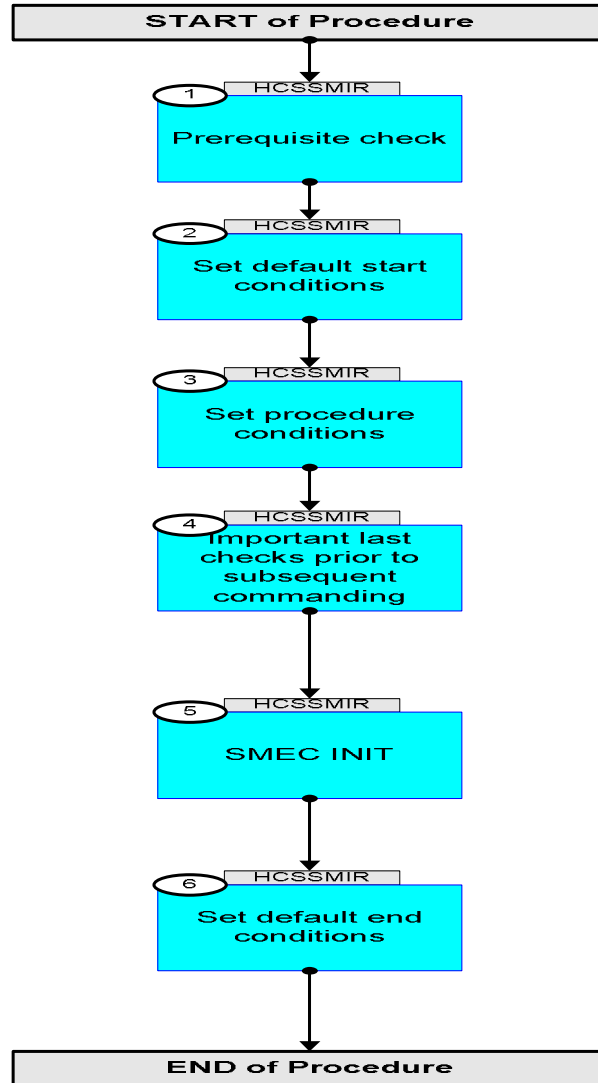 START of Procedure
HCSSMIR
1
Prerequisite check
HCSSMIR
2
Set default start
conditions
HCSSMIR
3
Set procedure
conditions
HCSSMIR
4
Important last
checks prior to
subsequent
commanding
HCSSMIR
5
SMEC INIT
HCSSMIR
6
Set default end
conditions
END of Procedure